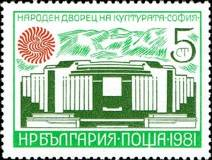 НАРОДЕН ДВОРЕЦ НА КУЛТУРАТА-СОФИЯ
5
СТ
НР БЪЛГАРИЯ·ПОЩА·1981